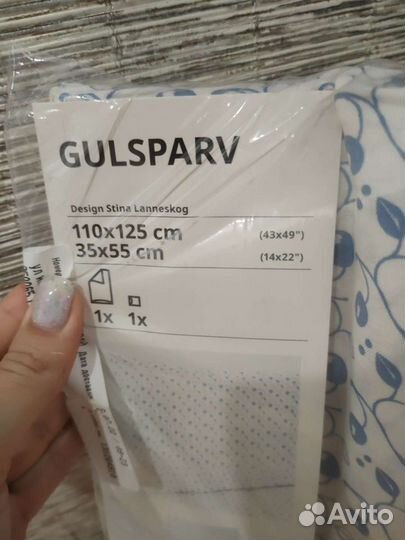 GULSPARV
Design Stina Lanneskog
110x125 cm (43x49")
35x55 cm (14x22")
1x 1x
Avito